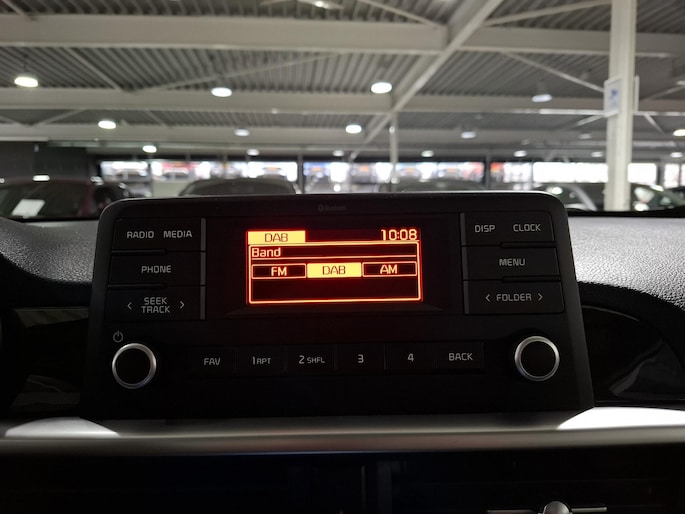 Bluetooth
RADIO MEDIA
PHONE
< SEEK >
TRACK
DAB 10:08
Band
FM DAB AM
DISP CLOCK
MENU
< FOLDER >
FAV 1 RPT 2 SHFL 3 4 BACK